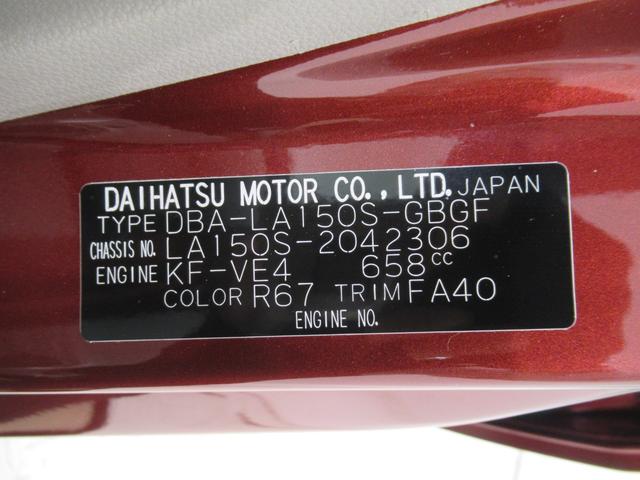 DAIHATSU MOTOR CO., LTD. JAPAN
TYPE DBA-LA150S-GBGF
CHASSIS NO. LA150S-2042306
ENGINE KF-VE4 658cc
COLOR R67 TRIM FA40
ENGINE NO.